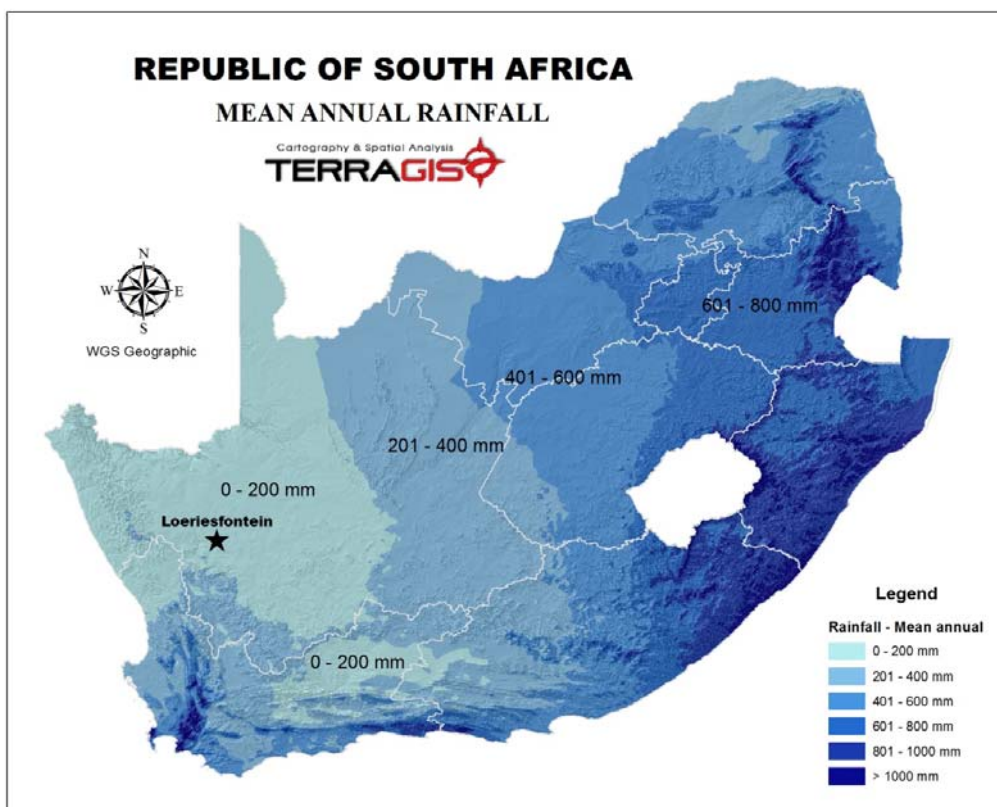 REPUBLIC OF SOUTH AFRICA
MEAN ANNUAL RAINFALL
Cartography & Spatial Analysis
TERRAGIS
N
W E
S
WGS Geographic
601 - 800 mm
401 - 600 mm
201 - 400 mm
0 - 200 mm
Loeriesfontein
0 - 200 mm
Legend
Rainfall - Mean annual
0 - 200 mm
201 - 400 mm
401 - 600 mm
601 - 800 mm
801 - 1000 mm
> 1000 mm